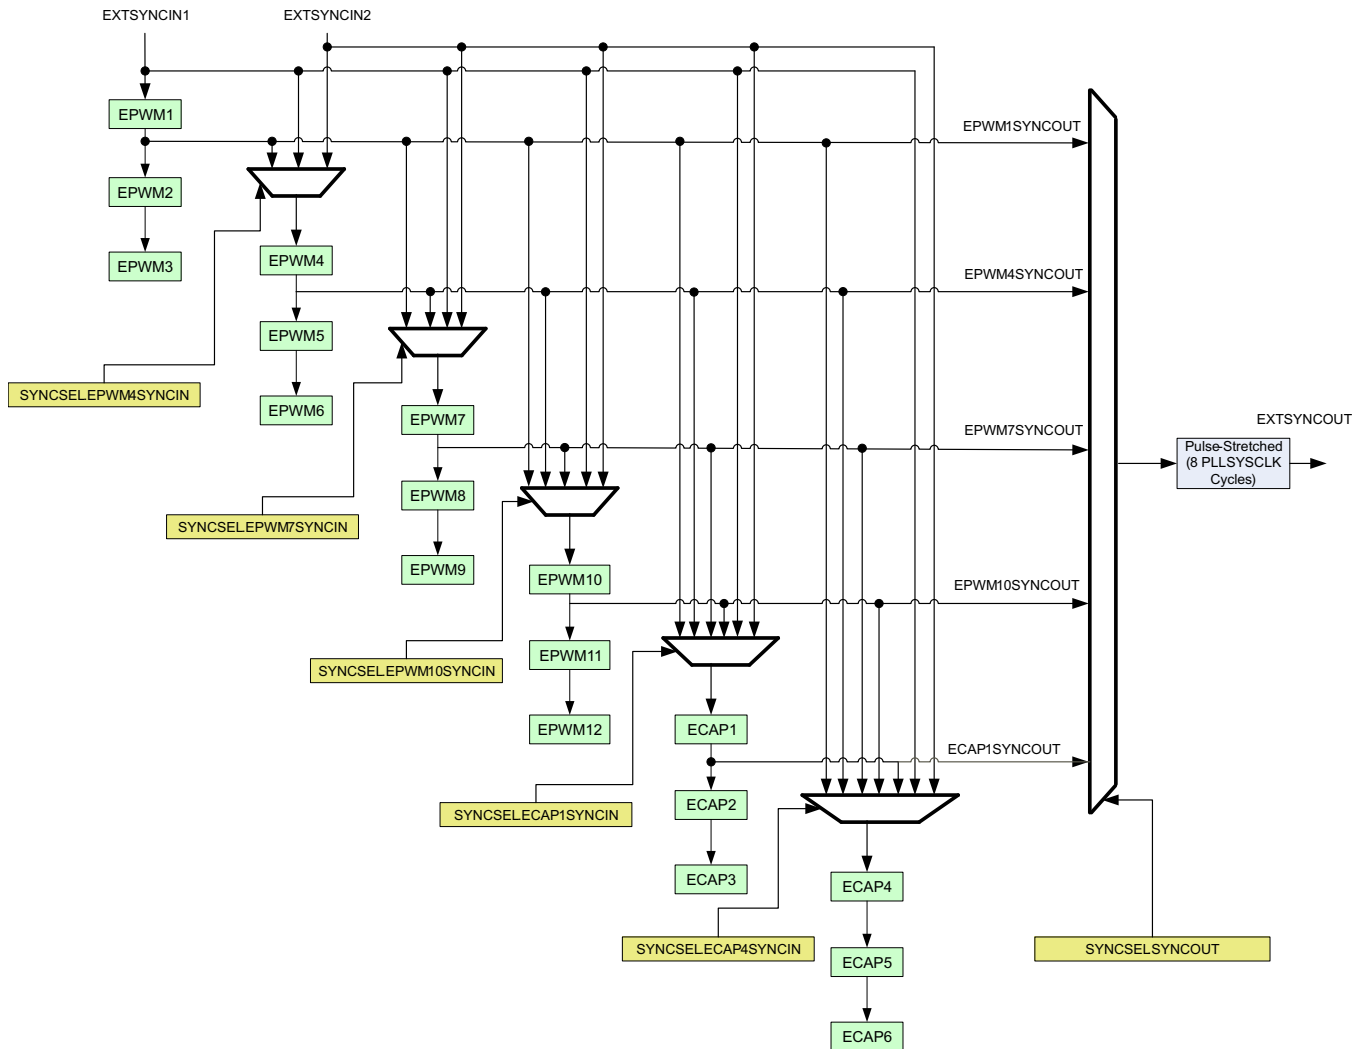 EXTSYNCIN1
EXTSYNCIN2
EPWM1
EPWM1SYNCOUT
EPWM2
EPWM3
EPWM4
EPWM4SYNCOUT
EPWM5
SYNCSELEPWM4SYNCIN
EPWM6
EPWM7
EXTSYNCOUT
EPWM7SYNCOUT
Pulse-Stretched
(8 PLLSYSCLK
Cycles)
EPWM8
SYNCSELEPWM7SYNCIN
EPWM9
EPWM10
EPWM10SYNCOUT
EPWM11
SYNCSELEPWM10SYNCIN
EPWM12
ECAP1
ECAP1SYNCOUT
ECAP2
SYNCSELECAP1SYNCIN
ECAP3
ECAP4
SYNCSELECAP4SYNCIN
SYNCSELSYNCOUT
ECAP5
ECAP6